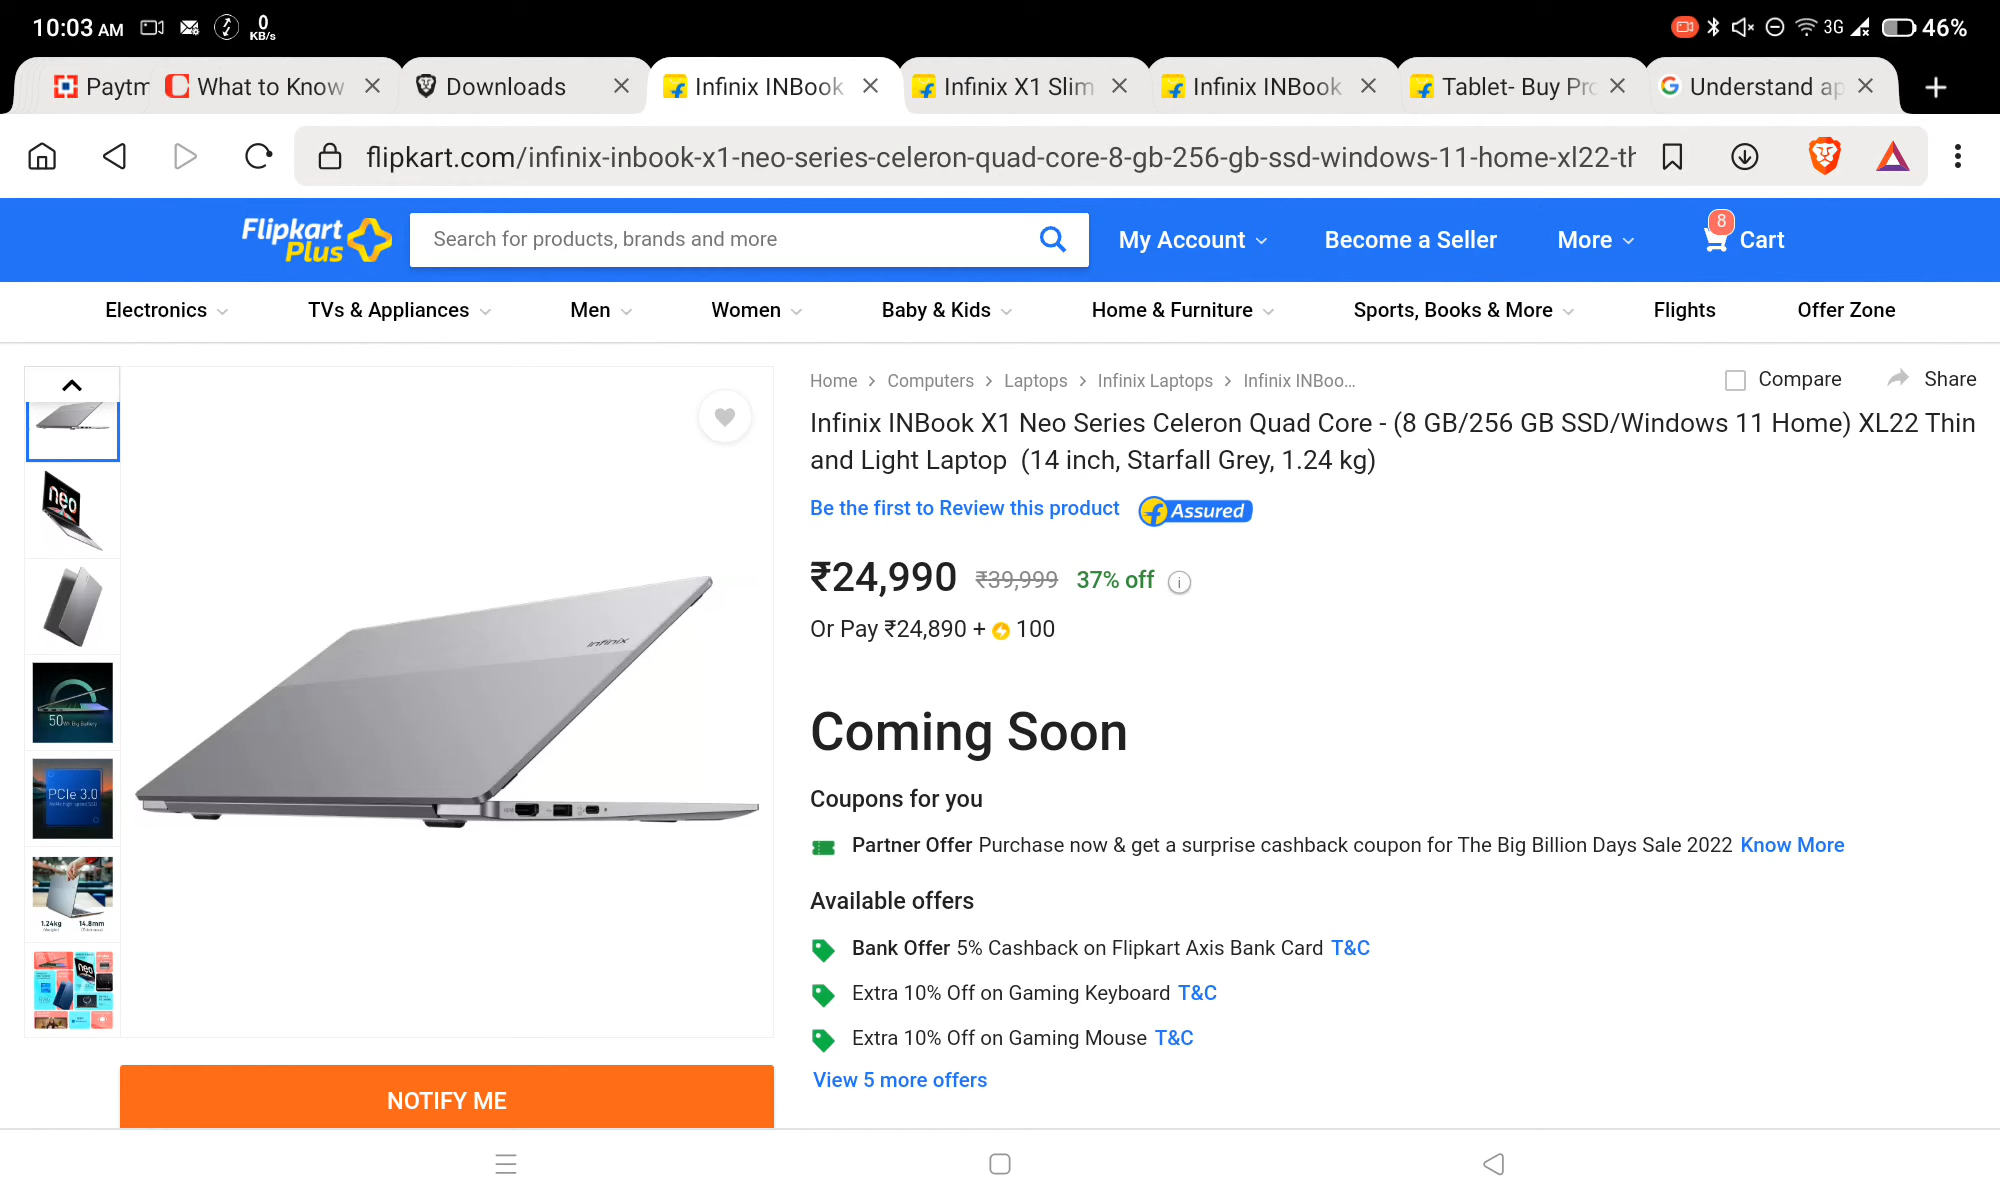 10:03 AM 0 KB/s 3G 46%
Paytm What to Know Downloads Infinix INBook Infinix X1 Slim Infinix INBook Tablet- Buy Pro Understand ap
flipkart.com/infinix-inbook-x1-neo-series-celeron-quad-core-8-gb-256-gb-ssd-windows-11-home-xl22-th
Flipkart Plus
Search for products, brands and more
My Account Become a Seller More 8 Cart
Electronics TVs & Appliances Men Women Baby & Kids Home & Furniture Sports, Books & More Flights Offer Zone
Home > Computers > Laptops > Infinix Laptops > Infinix INBoo...
Compare Share
Infinix INBook X1 Neo Series Celeron Quad Core - (8 GB/256 GB SSD/Windows 11 Home) XL22 Thin
and Light Laptop (14 inch, Starfall Grey, 1.24 kg)
Be the first to Review this product Assured
₹24,990 ₹39,999 37% off i
Or Pay ₹24,890 + 100
Coming Soon
Coupons for you
Partner Offer Purchase now & get a surprise cashback coupon for The Big Billion Days Sale 2022 Know More
Available offers
Bank Offer 5% Cashback on Flipkart Axis Bank Card T&C
Extra 10% Off on Gaming Keyboard T&C
Extra 10% Off on Gaming Mouse T&C
View 5 more offers
neo
50Wh Big Battery
PCIe 3.0
1.24kg 14.8mm
neo
Infinix
NOTIFY ME